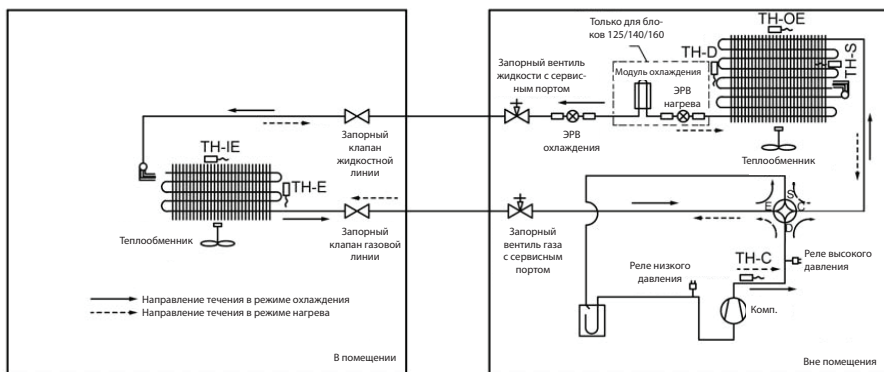 TH-IE
TH-E
Теплообменник
Запорный
клапан
жидкостной
линии
Запорный
клапан газовой
линии
Направление течения в режиме охлаждения
Направление течения в режиме нагрева
В помещении
Только для бло-
ков 125/140/160
TH-OE
TH-D
TH-S
Запорный вентиль
жидкости с сервис-
ным портом
Модуль охлаждения
ЭРВ
нагрева
ЭРВ
охлаждения
Теплообменник
S
E
C
D
Запорный
вентиль газа
с сервисным
портом
TH-C
Реле высокого
давления
Реле низкого
давления
Комп.
Вне помещения